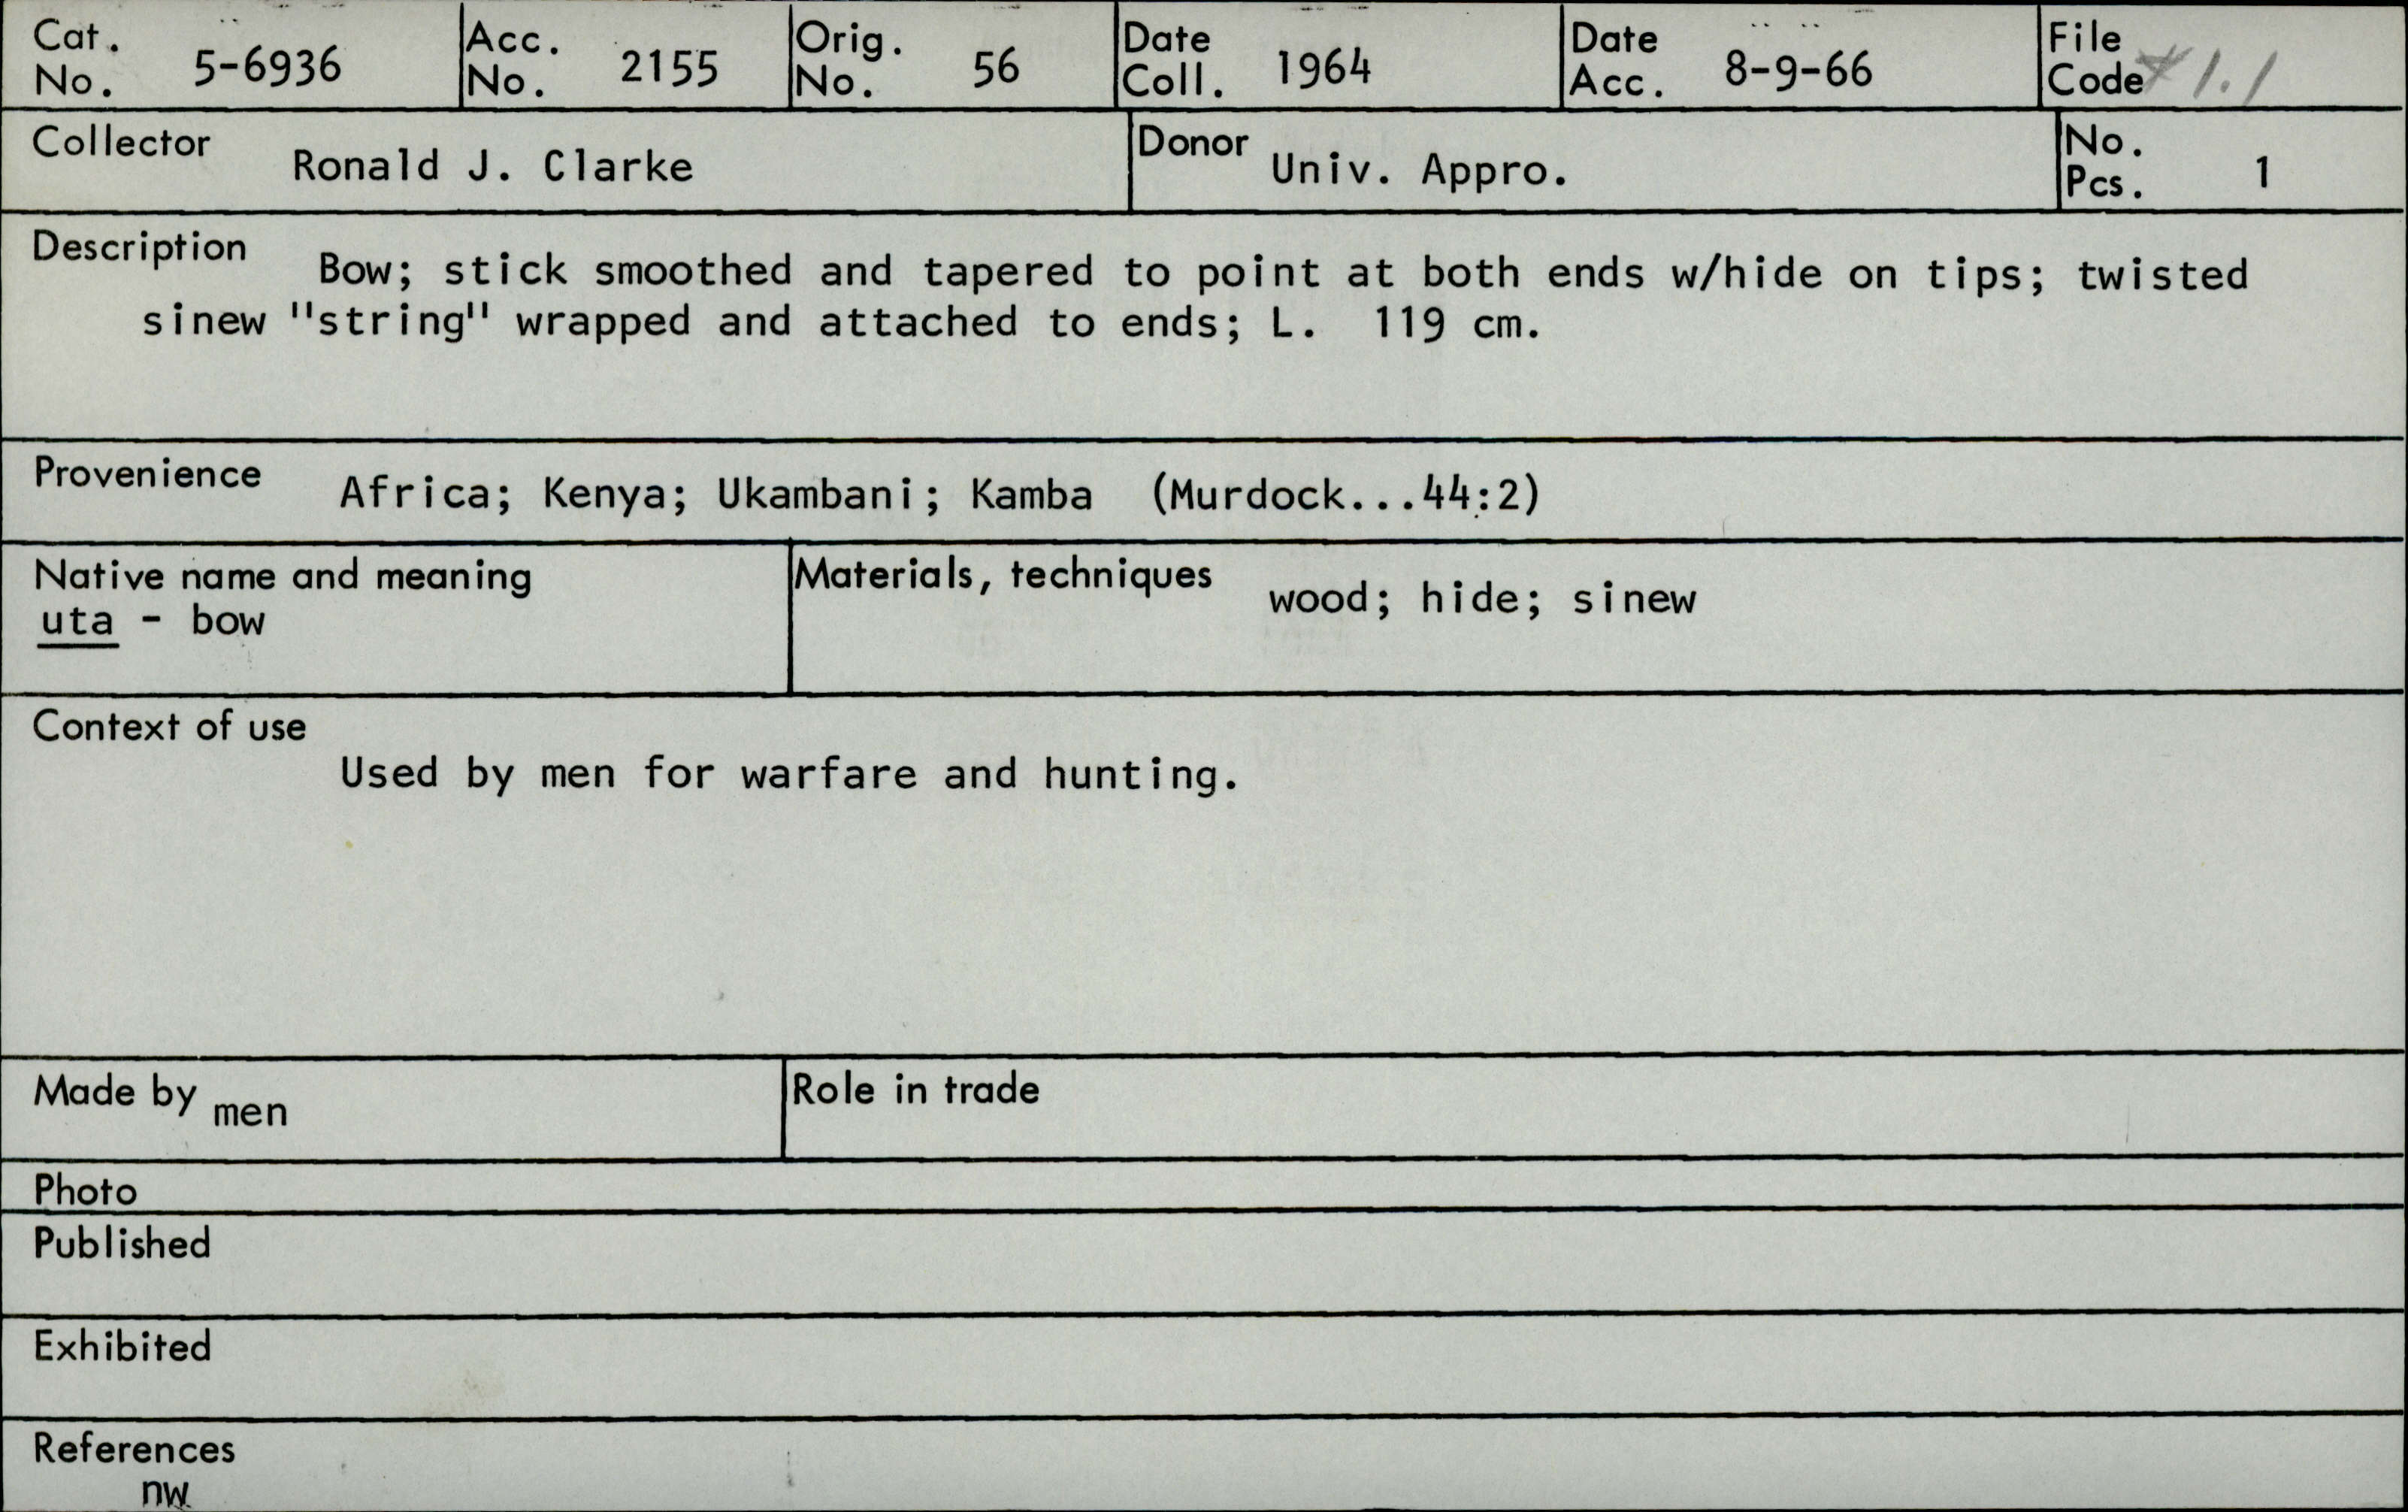 Cat. No. 5-6936 Acc. No. 2155 Orig. No. 56 Date Coll. 1964 Date Acc. 8-9-66 File Code 1.1
Collector Ronald J. Clarke Donor Univ. Appro. No. Pcs. 1
Description Bow; stick smoothed and tapered to point at both ends w/hide on tips; twisted
sinew "string" wrapped and attached to ends; L. 119 cm.
Provenience Africa; Kenya; Ukambani; Kamba (Murdock...44:2)
Native name and meaning
uta - bow
Materials, techniques wood; hide; sinew
Context of use
Used by men for warfare and hunting.
Made by men Role in trade
Photo
Published
Exhibited
References
nw